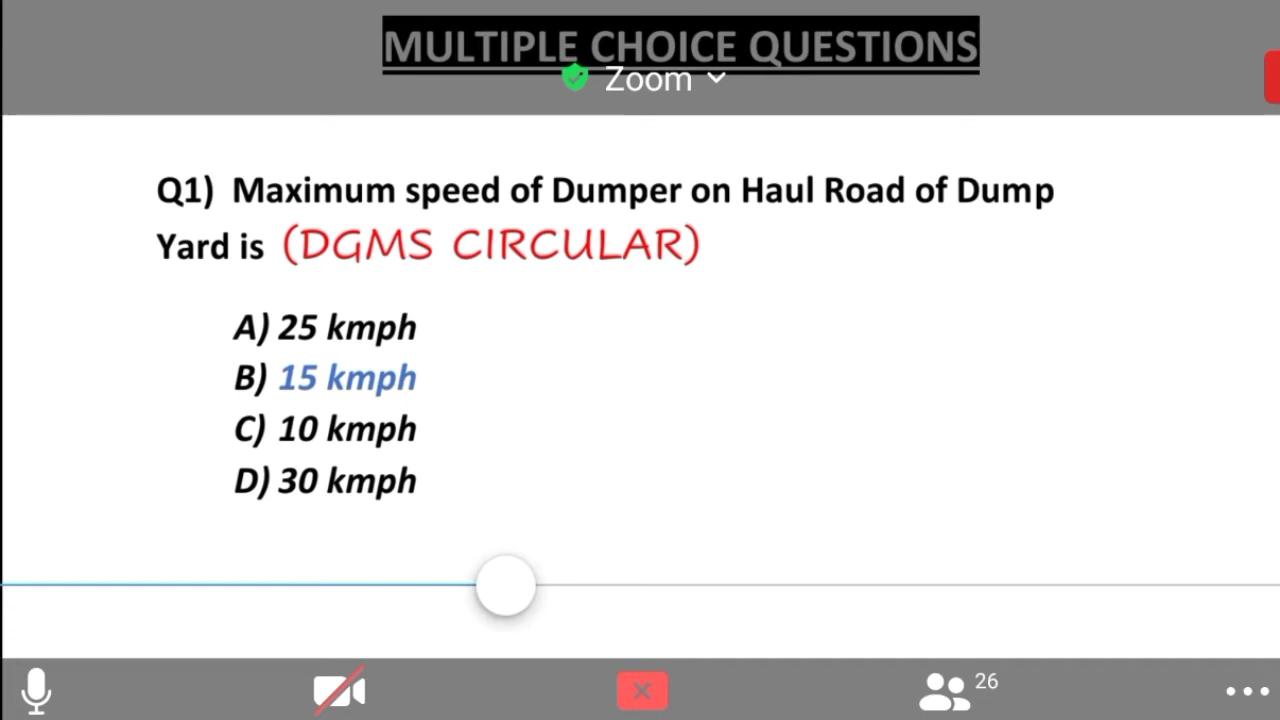 MULTIPLE CHOICE QUESTIONS
Zoom
Q1) Maximum speed of Dumper on Haul Road of Dump
Yard is (DGMS CIRCULAR)
A) 25 kmph
B) 15 kmph
C) 10 kmph
D) 30 kmph
26